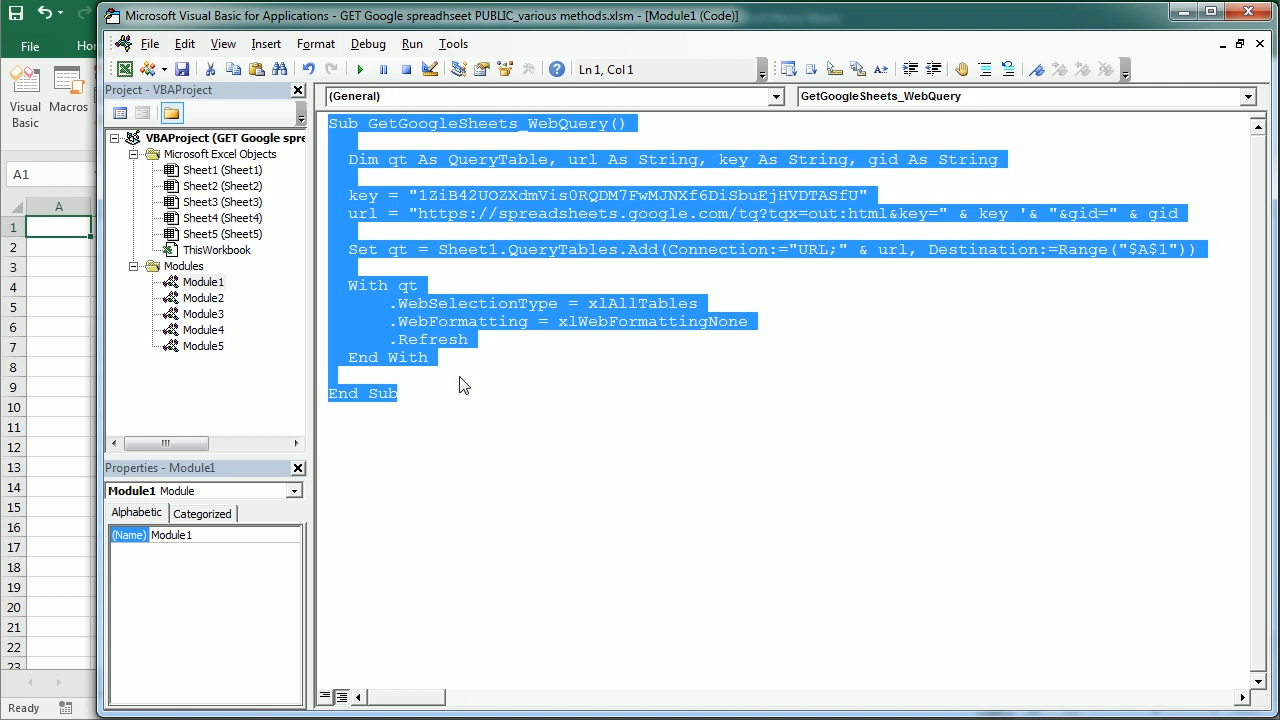 Microsoft Visual Basic for Applications - GET Google spreadhseet PUBLIC_various methods.xlsm - [Module1 (Code)]
File
Edit
View
Insert
Format
Debug
Run
Tools
Ln 1, Col 1
File
Visual
Basic
Macros
A1
A
1
2
3
4
5
6
7
8
9
10
11
12
13
14
15
16
17
18
19
20
21
22
23
Ready
Project - VBAProject
VBAProject (GET Google spre
Microsoft Excel Objects
Sheet1 (Sheet1)
Sheet2 (Sheet2)
Sheet3 (Sheet3)
Sheet4 (Sheet4)
Sheet5 (Sheet5)
ThisWorkbook
Modules
Module1
Module2
Module3
Module4
Module5
Properties - Module1
Module1 Module
Alphabetic
Categorized
(Name) Module1
(General)
GetGoogleSheets_WebQuery
Sub GetGoogleSheets_WebQuery()
Dim qt As QueryTable, url As String, key As String, gid As String
key = "1ZiB42UOZXdmVis0RQDM7FwMJNXf6DiSbuEjHVDTASfU"
url = "https://spreadsheets.google.com/tq?tqx=out:html&key=" & key '& "&gid=" & gid
Set qt = Sheet1.QueryTables.Add(Connection:="URL;" & url, Destination:=Range("$A$1"))
With qt
.WebSelectionType = xlAllTables
.WebFormatting = xlWebFormattingNone
.Refresh
End With
End Sub